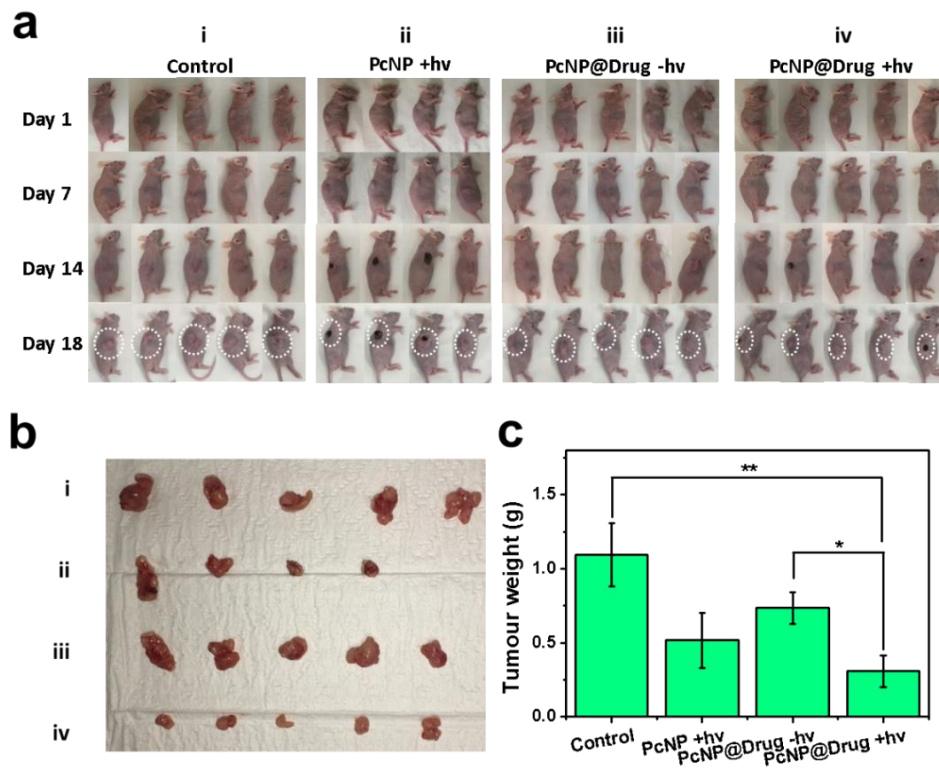 a
i ii iii iv
Control PcNP +hv PcNP@Drug -hv PcNP@Drug +hv
Day 1
Day 7
Day 14
Day 18
b
i
ii
iii
iv
c
**
*
Tumour weight (g)
1.5
1.0
0.5
0.0
Control PcNP +hv PcNP@Drug -hv PcNP@Drug +hv